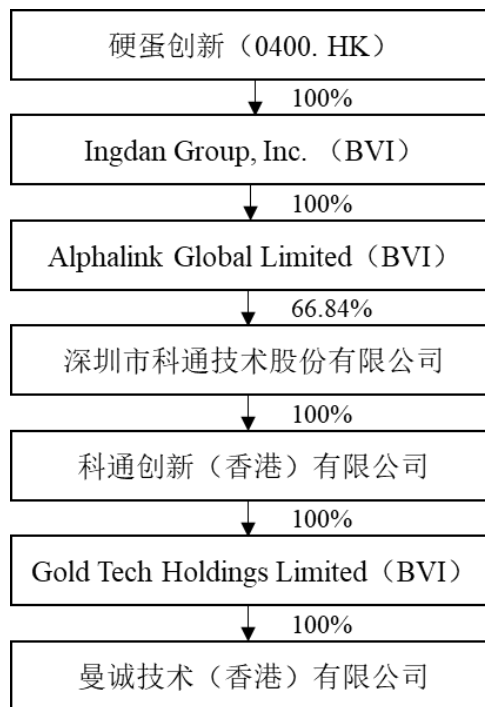 硬蛋创新（0400. HK）
100%
Ingdan Group, Inc. （BVI）
100%
Alphalink Global Limited（BVI）
66.84%
深圳市科通技术股份有限公司
100%
科通创新（香港）有限公司
100%
Gold Tech Holdings Limited（BVI）
100%
曼诚技术（香港）有限公司